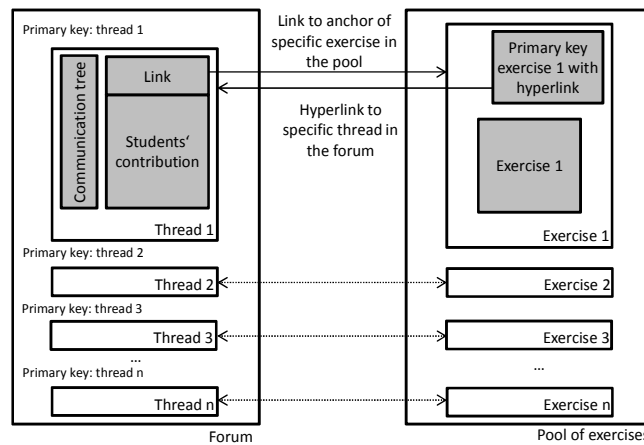 Primary key: thread 1
Communication tree
Link
Students‘
contribution
Thread 1
Primary key: thread 2
Thread 2
Primary key: thread 3
Thread 3
...
Primary key: thread n
Thread n
Forum
Link to anchor of
specific exercise in
the pool
Hyperlink to
specific thread in
the forum
Primary key
exercise 1 with
hyperlink
Exercise 1
Exercise 1
Exercise 2
Exercise 3
...
Exercise n
Pool of exercises